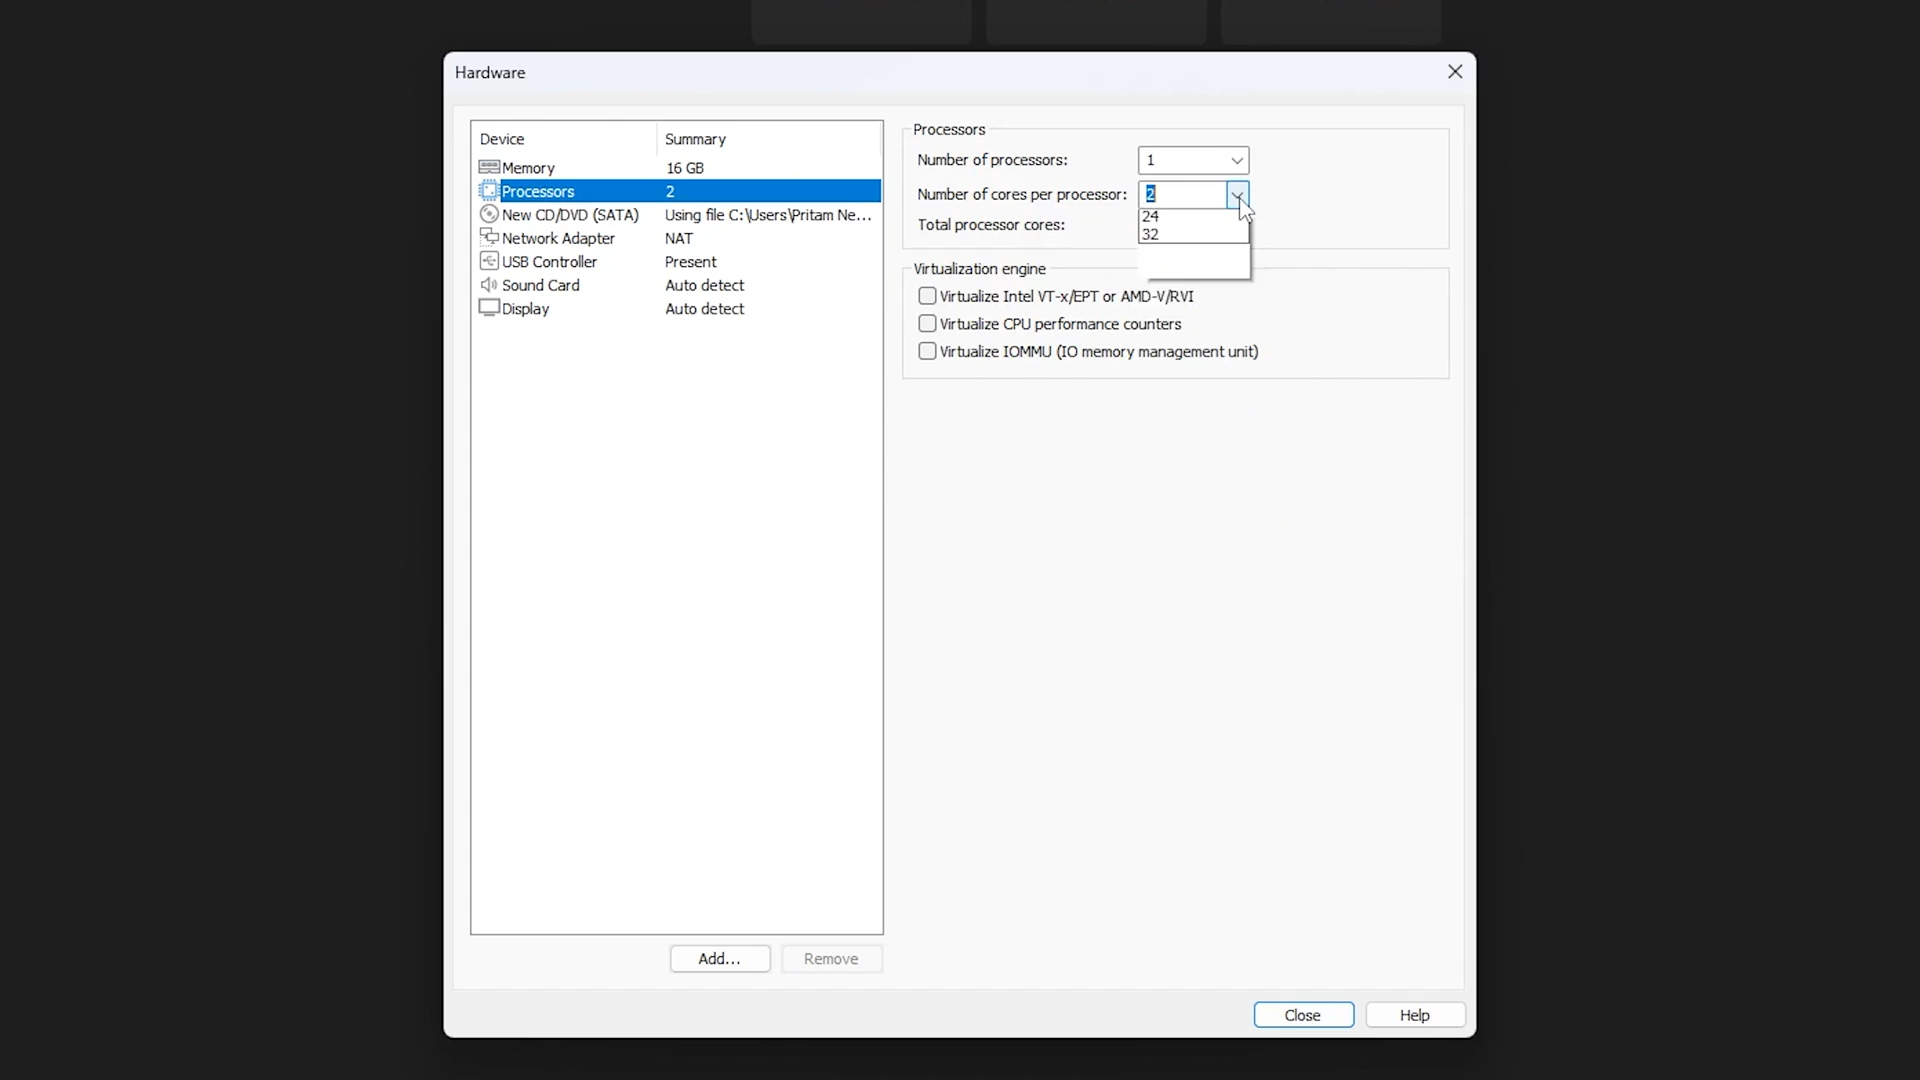 Hardware
Device Summary
Memory 16 GB
Processors 2
New CD/DVD (SATA) Using file C:\Users\Pritam Ne...
Network Adapter NAT
USB Controller Present
Sound Card Auto detect
Display Auto detect
Add...
Remove
Processors
Number of processors: 1
Number of cores per processor: 2
24
32
Total processor cores:
Virtualization engine
Virtualize Intel VT-x/EPT or AMD-V/RVI
Virtualize CPU performance counters
Virtualize IOMMU (IO memory management unit)
Close
Help